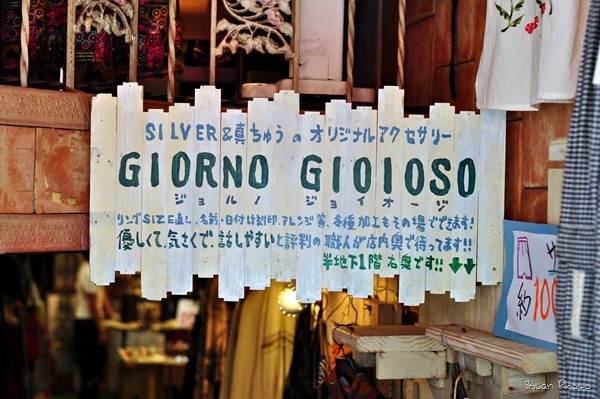 SILVER&真ちゅうのオリジナルアクセサリー
GIORNO GIOIOSO
ジョルノ ジョイオーゾ
リングSIZE直し、名前・日付け刻印、アレンジ等、各種加工もその場でできます!
優しくて、気さくで、話しやすいと評判の職人が店内奥で待ってます!!
半地下1階 右奥です!! ↓↓
約100